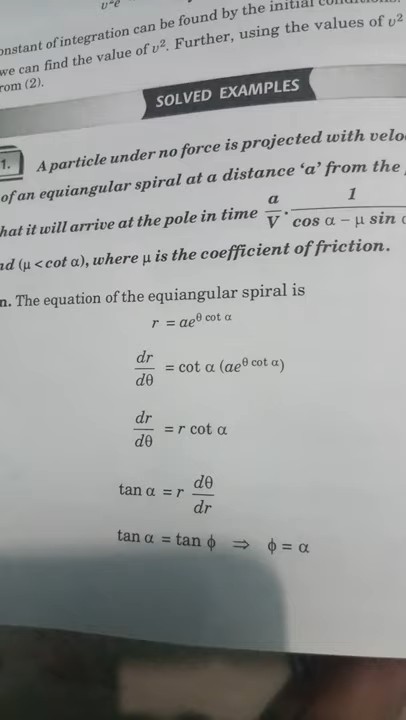 onstant of integration can be found by the initial
we can find the value of v². Further, using the values of v²
rom (2).
SOLVED EXAMPLES
1. A particle under no force is projected with velo
of an equiangular spiral at a distance ‘a’ from the
hat it will arrive at the pole in time a/V · 1/(cos α − μ sin
nd (μ < cot α), where μ is the coefficient of friction.
n. The equation of the equiangular spiral is
r = ae^(θ cot α)
dr/dθ = cot α (ae^(θ cot α))
dr/dθ = r cot α
tan α = r dθ/dr
tan α = tan ϕ ⇒ ϕ = α